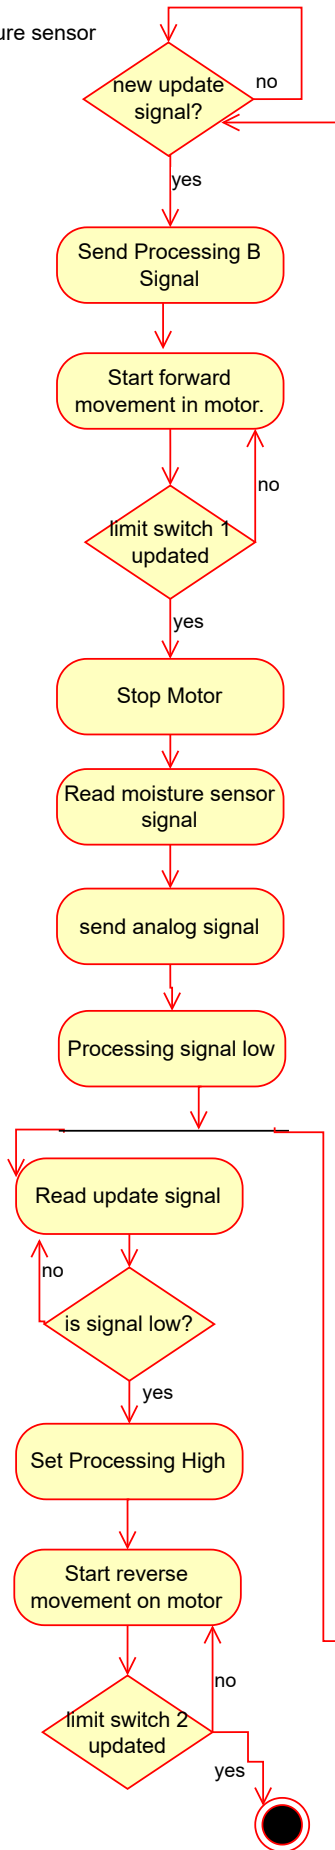 ure sensor
new update
signal?
no
yes
Send Processing B
Signal
Start forward
movement in motor.
no
limit switch 1
updated
yes
Stop Motor
Read moisture sensor
signal
send analog signal
Processing signal low
Read update signal
no
is signal low?
yes
Set Processing High
Start reverse
movement on motor
no
limit switch 2
updated
yes